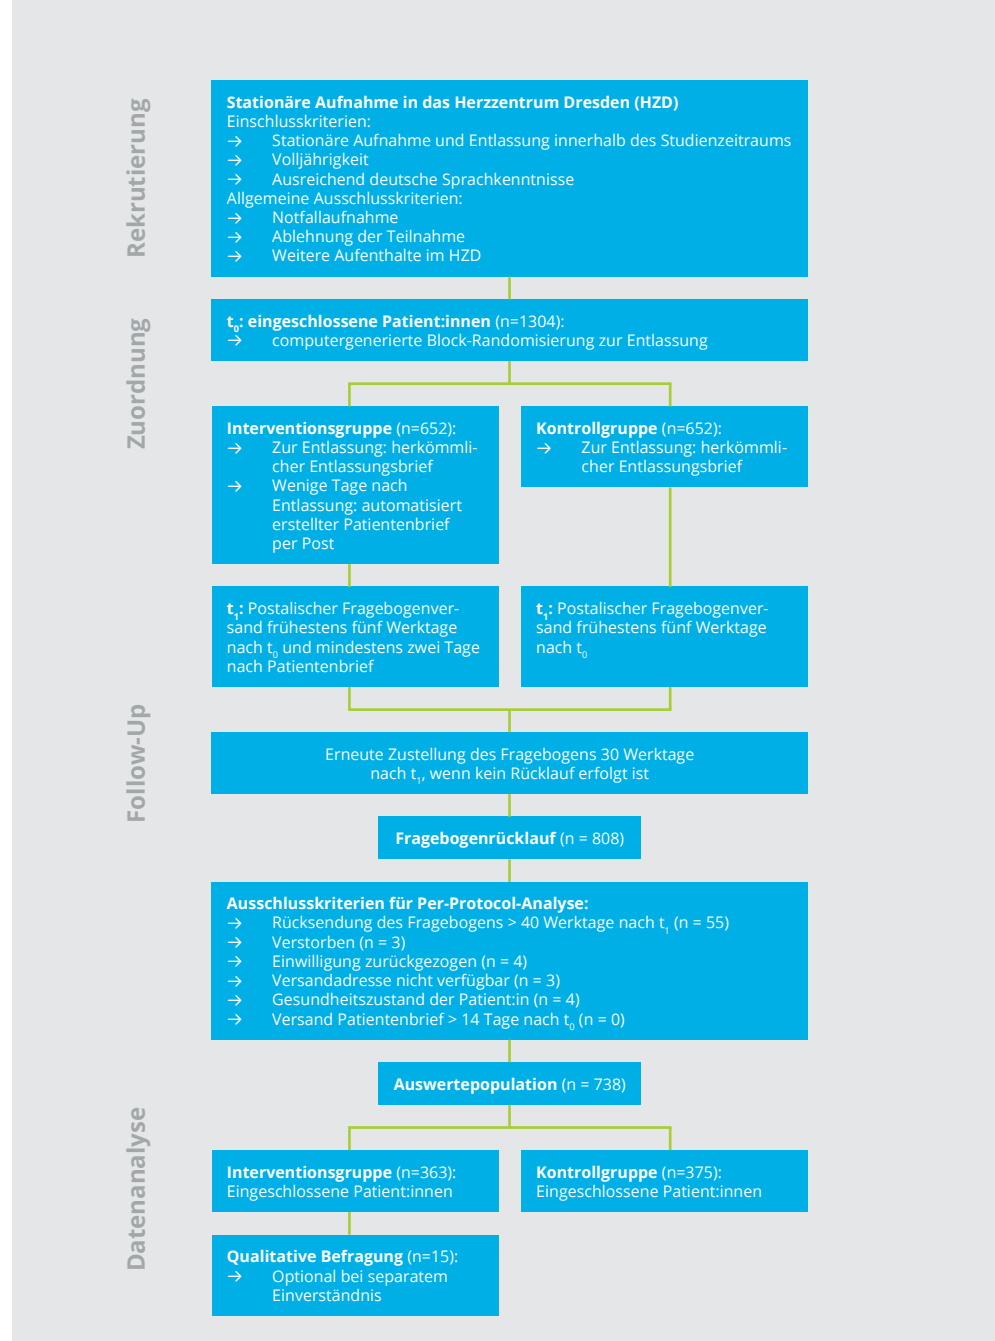 Rekrutierung
Stationäre Aufnahme in das Herzzentrum Dresden (HZD)
Einschlusskriterien:
→ Stationäre Aufnahme und Entlassung innerhalb des Studienzeitraums
→ Volljährigkeit
→ Ausreichend deutsche Sprachkenntnisse
Allgemeine Ausschlusskriterien:
→ Notfallaufnahme
→ Ablehnung der Teilnahme
→ Weitere Aufenthalte im HZD
Zuordnung
t₀: eingeschlossene Patient:innen (n=1304):
→ computergenerierte Block-Randomisierung zur Entlassung
Interventionsgruppe (n=652):
→ Zur Entlassung: herkömmli-
cher Entlassungsbrief
→ Wenige Tage nach
Entlassung: automatisiert
erstellter Patientenbrief
per Post
Kontrollgruppe (n=652):
→ Zur Entlassung: herkömmli-
cher Entlassungsbrief
t₁: Postalischer Fragebogenver-
sand frühestens fünf Werktage
nach t₀ und mindestens zwei Tage
nach Patientenbrief
t₁: Postalischer Fragebogenver-
sand frühestens fünf Werktage
nach t₀
Follow-Up
Erneute Zustellung des Fragebogens 30 Werktage
nach t₁, wenn kein Rücklauf erfolgt ist
Fragebogenrücklauf (n = 808)
Ausschlusskriterien für Per-Protocol-Analyse:
→ Rücksendung des Fragebogens > 40 Werktage nach t₁ (n = 55)
→ Verstorben (n = 3)
→ Einwilligung zurückgezogen (n = 4)
→ Versandadresse nicht verfügbar (n = 3)
→ Gesundheitszustand der Patient:in (n = 4)
→ Versand Patientenbrief > 14 Tage nach t₀ (n = 0)
Auswertepopulation (n = 738)
Datenanalyse
Interventionsgruppe (n=363):
Eingeschlossene Patient:innen
Kontrollgruppe (n=375):
Eingeschlossene Patient:innen
Qualitative Befragung (n=15):
→ Optional bei separatem
Einverständnis